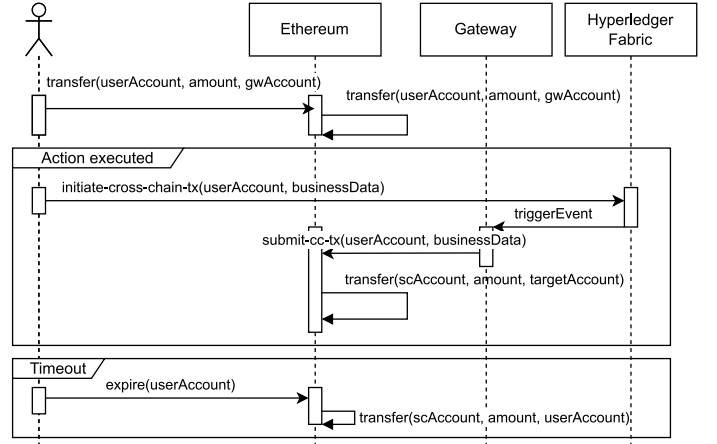 Ethereum
Gateway
Hyperledger
Fabric
transfer(userAccount, amount, gwAccount)
transfer(userAccount, amount, gwAccount)
Action executed
initiate-cross-chain-tx(userAccount, businessData)
triggerEvent
submit-cc-tx(userAccount, businessData)
transfer(scAccount, amount, targetAccount)
Timeout
expire(userAccount)
transfer(scAccount, amount, userAccount)